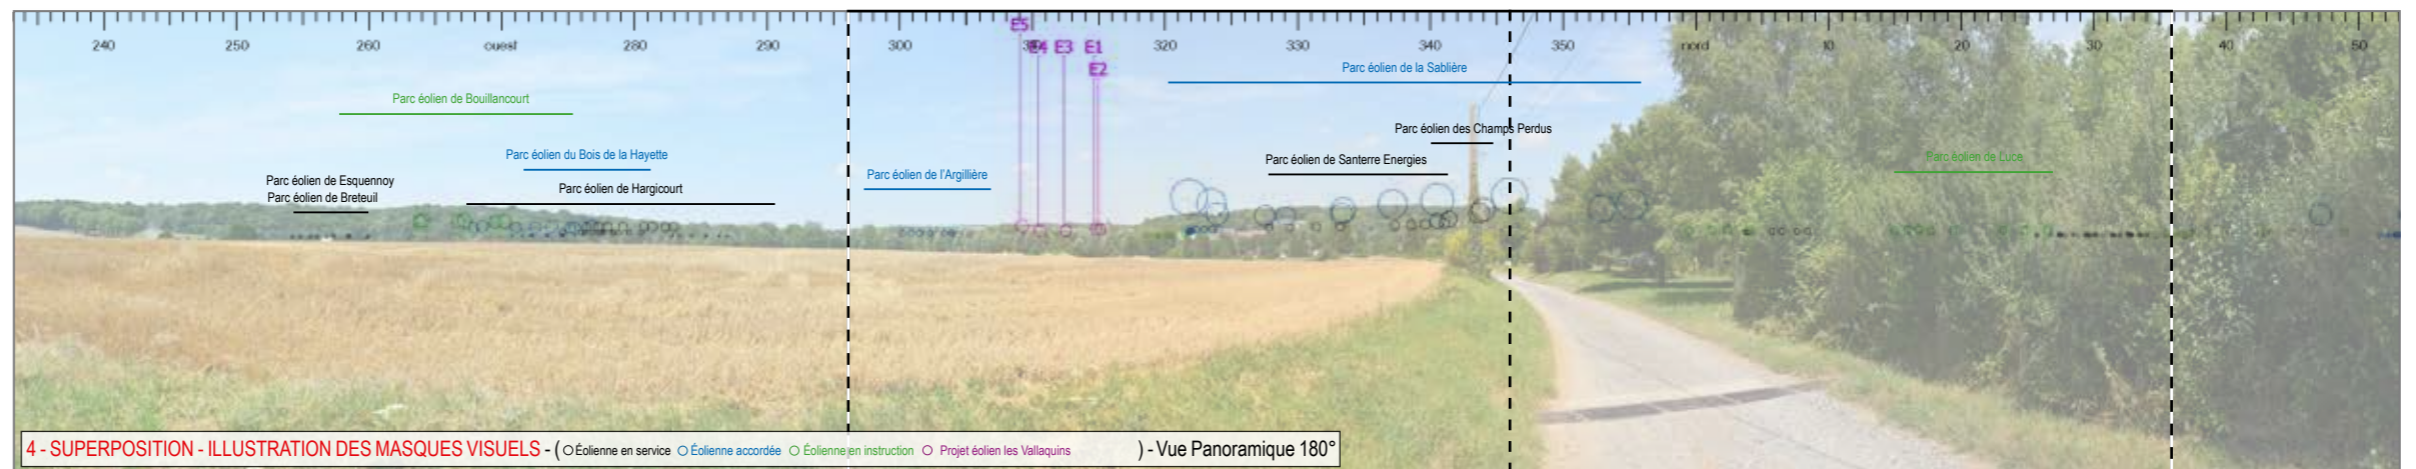 240 250 260 ouest 280 290 300 320 330 340 350 nord 10 20 30 40 50
E5
E4 E3 E1
E2
Parc éolien de la Sablière
Parc éolien de Bouillancourt
Parc éolien des Champs Perdus
Parc éolien du Bois de la Hayette
Parc éolien de Santerre Energies
Parc éolien de Luce
Parc éolien de l'Argillière
Parc éolien de Esquennoy
Parc éolien de Hargicourt
Parc éolien de Breteuil
4 - SUPERPOSITION - ILLUSTRATION DES MASQUES VISUELS - ( Éolienne en service Éolienne accordée Éolienne en instruction Projet éolien les Vallaquins ) - Vue Panoramique 180°